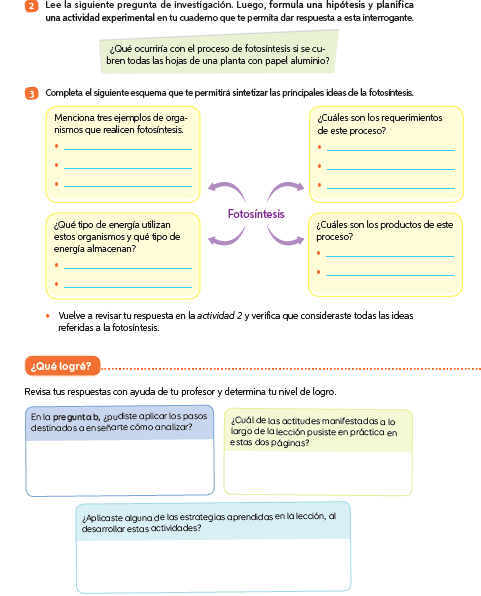 2 Lee la siguiente pregunta de investigación. Luego, formula una hipótesis y planifica
una actividad experimental en tu cuaderno que te permita dar respuesta a esta interrogante.
¿Qué ocurriría con el proceso de fotosíntesis si se cu-
bren todas las hojas de una planta con papel aluminio?
3 Completa el siguiente esquema que te permitirá sintetizar las principales ideas de la fotosíntesis.
Menciona tres ejemplos de orga-
nismos que realicen fotosíntesis.
¿Cuáles son los requerimientos
de este proceso?
Fotosíntesis
¿Qué tipo de energía utilizan
estos organismos y qué tipo de
energía almacenan?
¿Cuáles son los productos de este
proceso?
• Vuelve a revisar tu respuesta en la actividad 2 y verifica que consideraste todas las ideas
referidas a la fotosíntesis.
¿Qué logré?
Revisa tus respuestas con ayuda de tu profesor y determina tu nivel de logro.
En la pregunta b, ¿pudiste aplicar los pasos
destinados a enseñarte cómo analizar?
¿Cuál de las actitudes manifestadas a lo
largo de la lección pusiste en práctica en
estas dos páginas?
¿Aplicaste alguna de las estrategias aprendidas en la lección, al
desarrollar estas actividades?